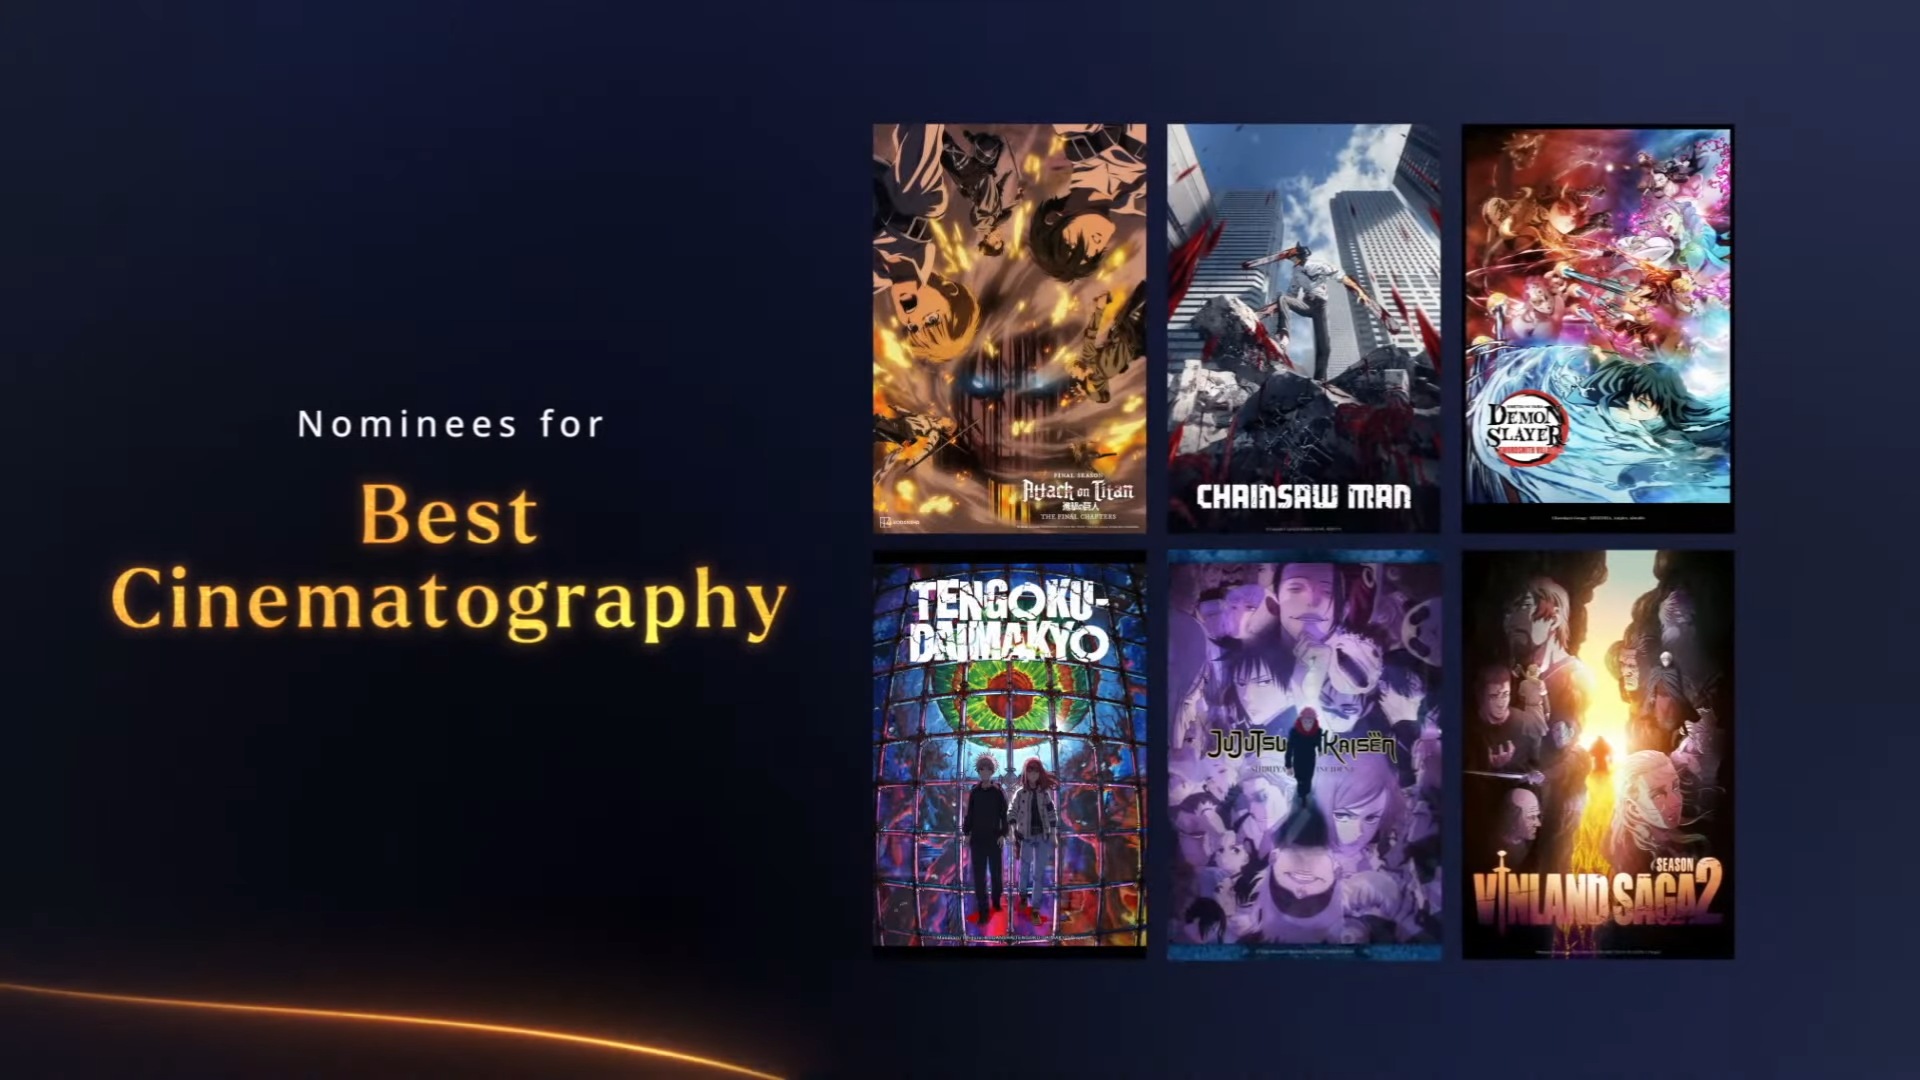 Nominees for
Best
Cinematography
FINAL SEASON
Attack on Titan
進撃の巨人
THE FINAL CHAPTERS
CHAINSAW MAN
DEMON
SLAYER
TENGOKU-
DAIMAKYO
JUJUTSU KAISEN
SEASON
VINLAND SAGA 2